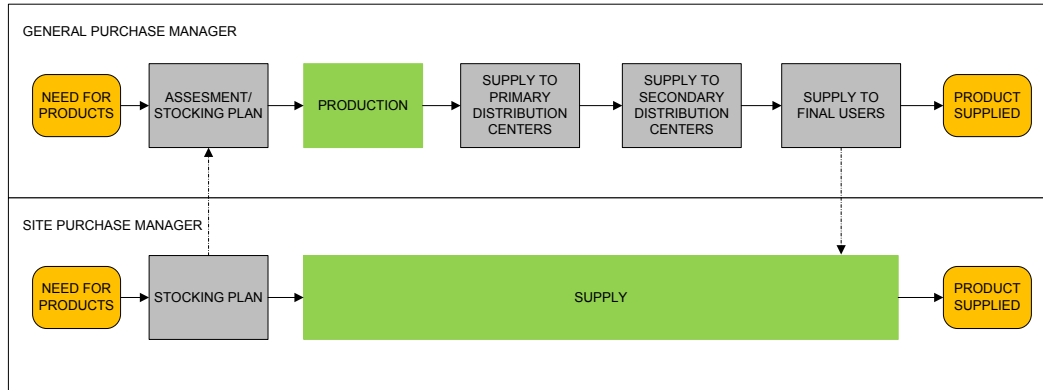 GENERAL PURCHASE MANAGER
NEED FOR
PRODUCTS
ASSESMENT/
STOCKING PLAN
PRODUCTION
SUPPLY TO
PRIMARY
DISTRIBUTION
CENTERS
SUPPLY TO
SECONDARY
DISTRIBUTION
CENTERS
SUPPLY TO
FINAL USERS
PRODUCT
SUPPLIED
SITE PURCHASE MANAGER
NEED FOR
PRODUCTS
STOCKING PLAN
SUPPLY
PRODUCT
SUPPLIED